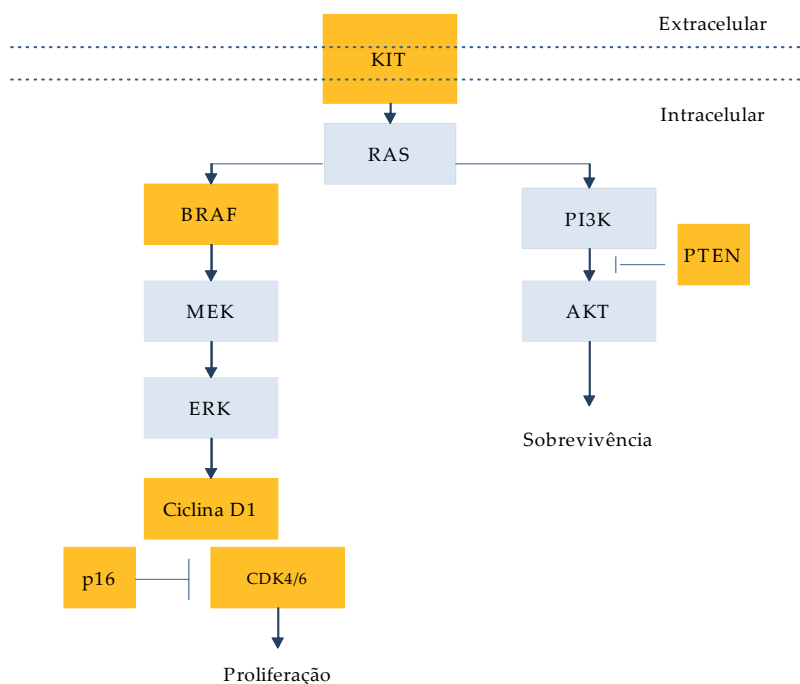 Extracelular
KIT
Intracelular
RAS
BRAF
PI3K
PTEN
MEK
AKT
ERK
Sobrevivência
Ciclina D1
p16
CDK4/6
Proliferação